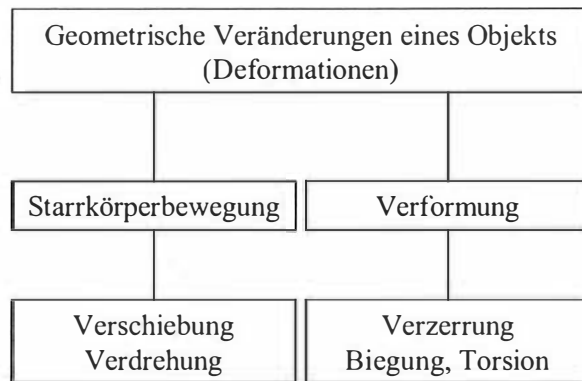 Geometrische Veränderungen eines Objekts
(Deformationen)
Starrkörperbewegung
Verformung
Verschiebung
Verdrehung
Verzerrung
Biegung, Torsion